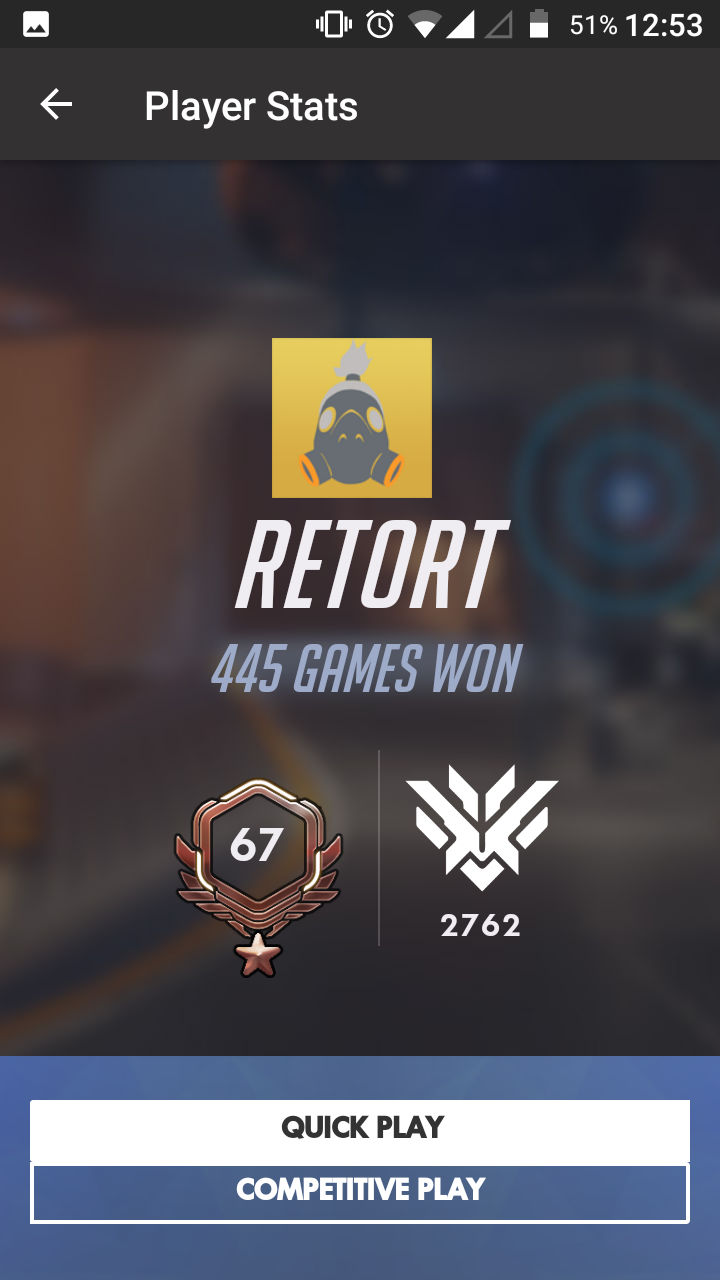 51% 12:53
Player Stats
RETORT
445 GAMES WON
67
2762
QUICK PLAY
COMPETITIVE PLAY